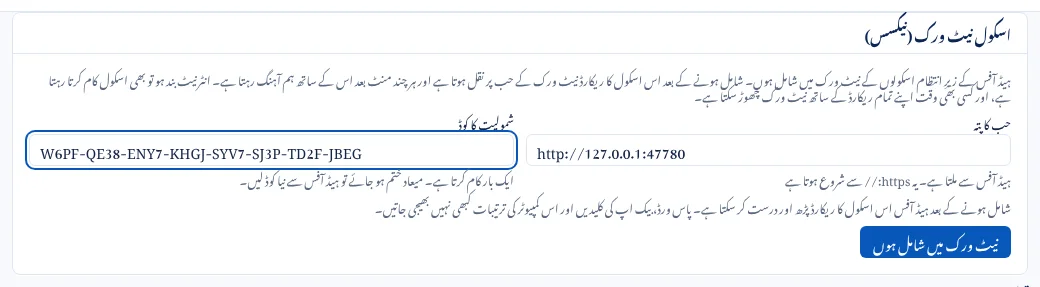 اسکول نیٹ ورک (نیکسس)
ہیڈ آفس کے زیرِ انتظام اسکولوں کے نیٹ ورک میں شامل ہوں۔ شامل ہونے کے بعد اس اسکول کا ریکارڈ نیٹ ورک کے حب پر نقل ہوتا ہے اور ہر چند منٹ بعد اس کے ساتھ ہم آہنگ رہتا ہے۔ انٹرنیٹ بند ہو تو بھی اسکول کام کرتا رہتا
ہے، اور کسی بھی وقت اپنے تمام ریکارڈ کے ساتھ نیٹ ورک چھوڑ سکتا ہے۔
حب کا پتہ
http://127.0.0.1:47780
ہیڈ آفس سے ملتا ہے۔ یہ https:// سے شروع ہوتا ہے
شمولیت کا کوڈ
W6PF-QE38-ENY7-KHGJ-SYV7-SJ3P-TD2F-JBEG
ایک بار کام کرتا ہے۔ میعاد ختم ہو جائے تو ہیڈ آفس سے نیا کوڈ لیں۔
شامل ہونے کے بعد ہیڈ آفس اس اسکول کا ریکارڈ پڑھ اور درست کر سکتا ہے۔ پاس ورڈ، بیک اپ کی کلیدیں اور اس کمپیوٹر کی ترتیبات کبھی نہیں بھیجی جاتیں۔
نیٹ ورک میں شامل ہوں